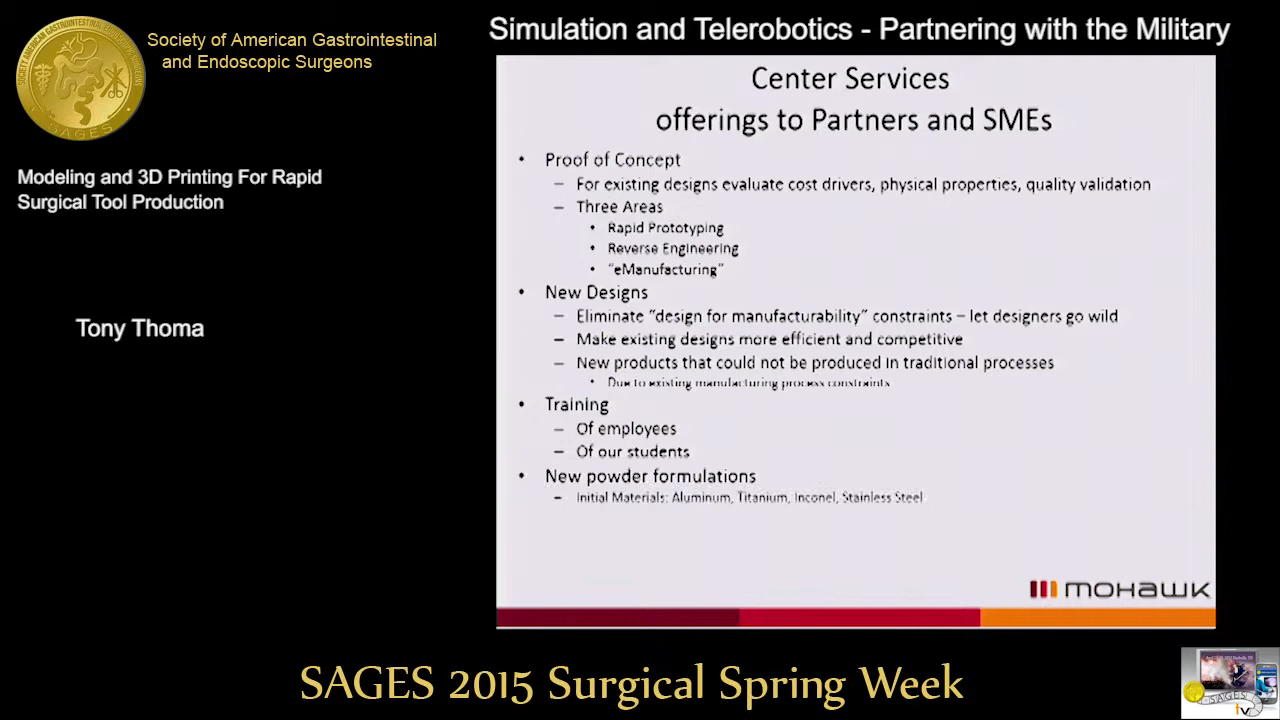 Society of American Gastrointestinal
and Endoscopic Surgeons
SAGES
Modeling and 3D Printing For Rapid
Surgical Tool Production
Tony Thoma
Simulation and Telerobotics - Partnering with the Military
Center Services
offerings to Partners and SMEs
• Proof of Concept
– For existing designs evaluate cost drivers, physical properties, quality validation
– Three Areas
• Rapid Prototyping
• Reverse Engineering
• “eManufacturing”
• New Designs
– Eliminate “design for manufacturability” constraints – let designers go wild
– Make existing designs more efficient and competitive
– New products that could not be produced in traditional processes
• Due to existing manufacturing process constraints
• Training
– Of employees
– Of our students
• New powder formulations
– Initial Materials: Aluminum, Titanium, Inconel, Stainless Steel
mohawk
SAGES 2015 Surgical Spring Week
SAGES
tv